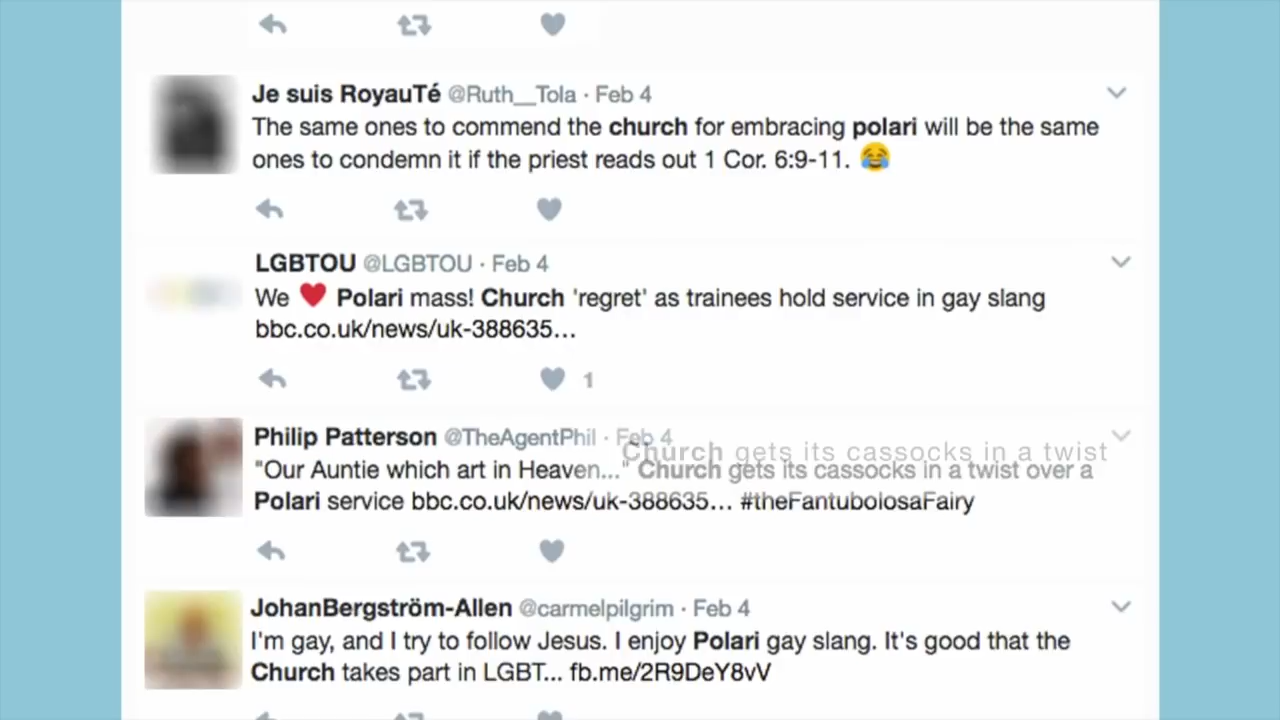 Je suis RoyauTé @Ruth__Tola · Feb 4
The same ones to commend the church for embracing polari will be the same
ones to condemn it if the priest reads out 1 Cor. 6:9-11. 😂
LGBTOU @LGBTOU · Feb 4
We ❤ Polari mass! Church 'regret' as trainees hold service in gay slang
bbc.co.uk/news/uk-388635...
1
Philip Patterson @TheAgentPhil · Feb 4
Church gets its cassocks in a twist
"Our Auntie which art in Heaven..." Church gets its cassocks in a twist over a
Polari service bbc.co.uk/news/uk-388635... #theFantubolosaFairy
JohanBergström-Allen @carmelpilgrim · Feb 4
I'm gay, and I try to follow Jesus. I enjoy Polari gay slang. It's good that the
Church takes part in LGBT... fb.me/2R9DeY8vV